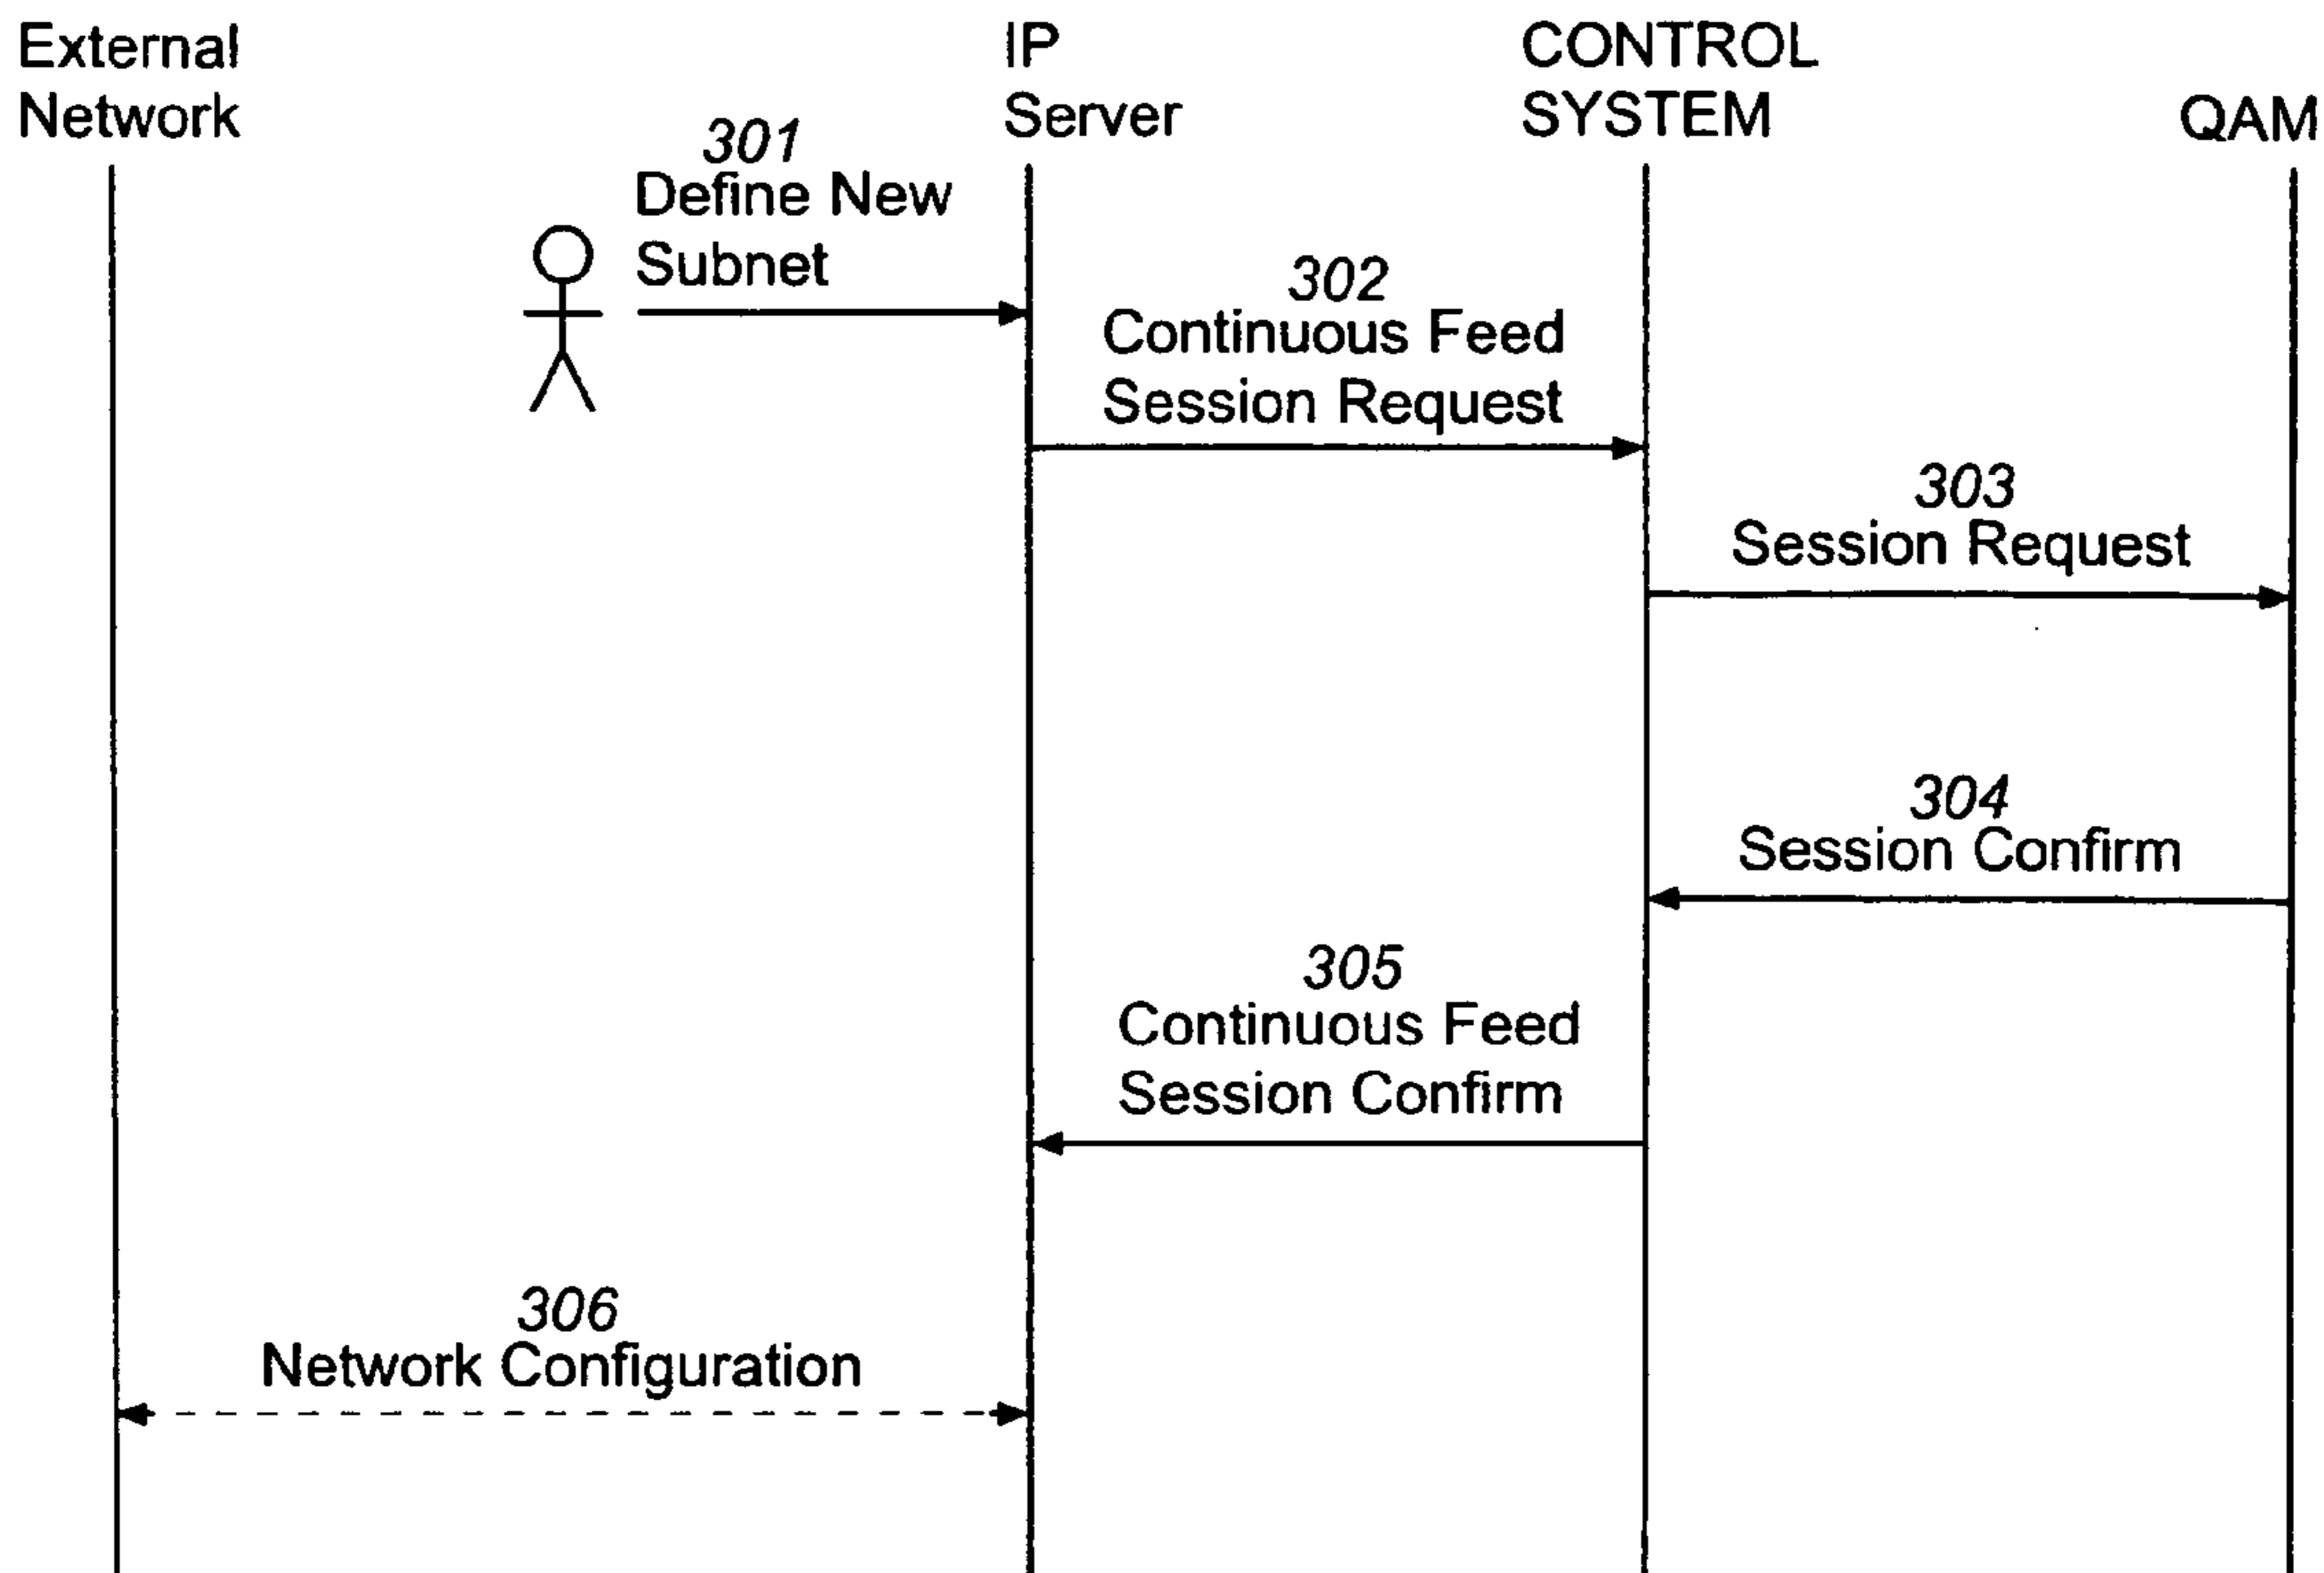 External
Network
IP
Server
CONTROL
SYSTEM
QAM
301
Define New
Subnet
302
Continuous Feed
Session Request
303
Session Request
304
Session Confirm
305
Continuous Feed
Session Confirm
306
Network Configuration